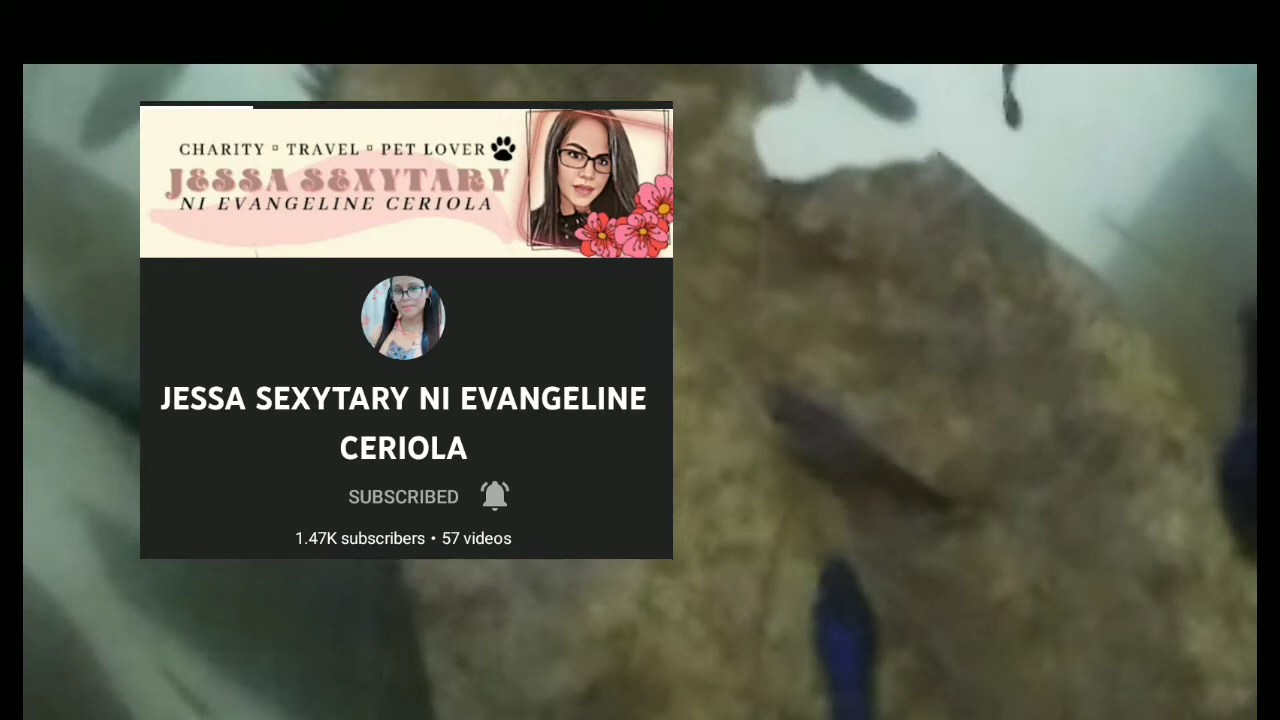 CHARITY ▫ TRAVEL ▫ PET LOVER
JESSA SEXYTARY
NI EVANGELINE CERIOLA
JESSA SEXYTARY NI EVANGELINE
CERIOLA
SUBSCRIBED
1.47K subscribers • 57 videos